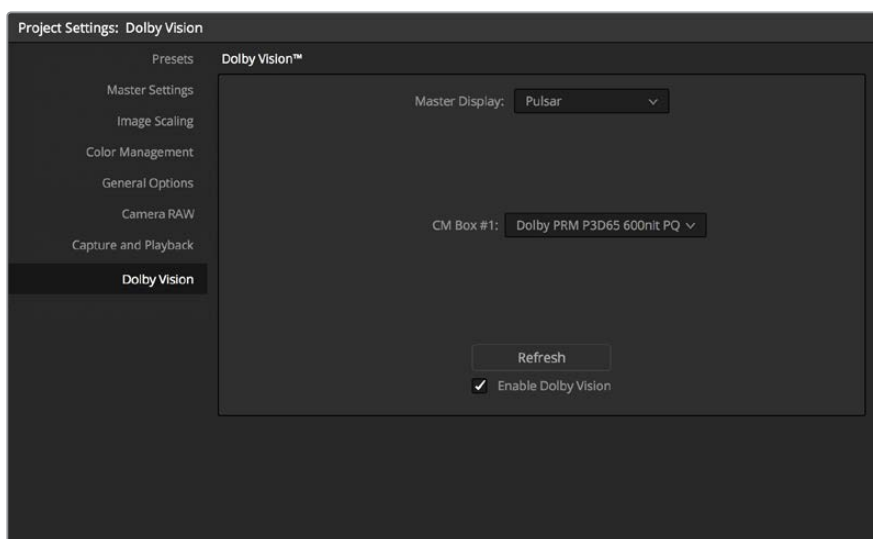 Project Settings: Dolby Vision
Presets
Master Settings
Image Scaling
Color Management
General Options
Camera RAW
Capture and Playback
Dolby Vision
Dolby Vision™
Master Display: Pulsar
CM Box #1: Dolby PRM P3D65 600nit PQ
Refresh
Enable Dolby Vision